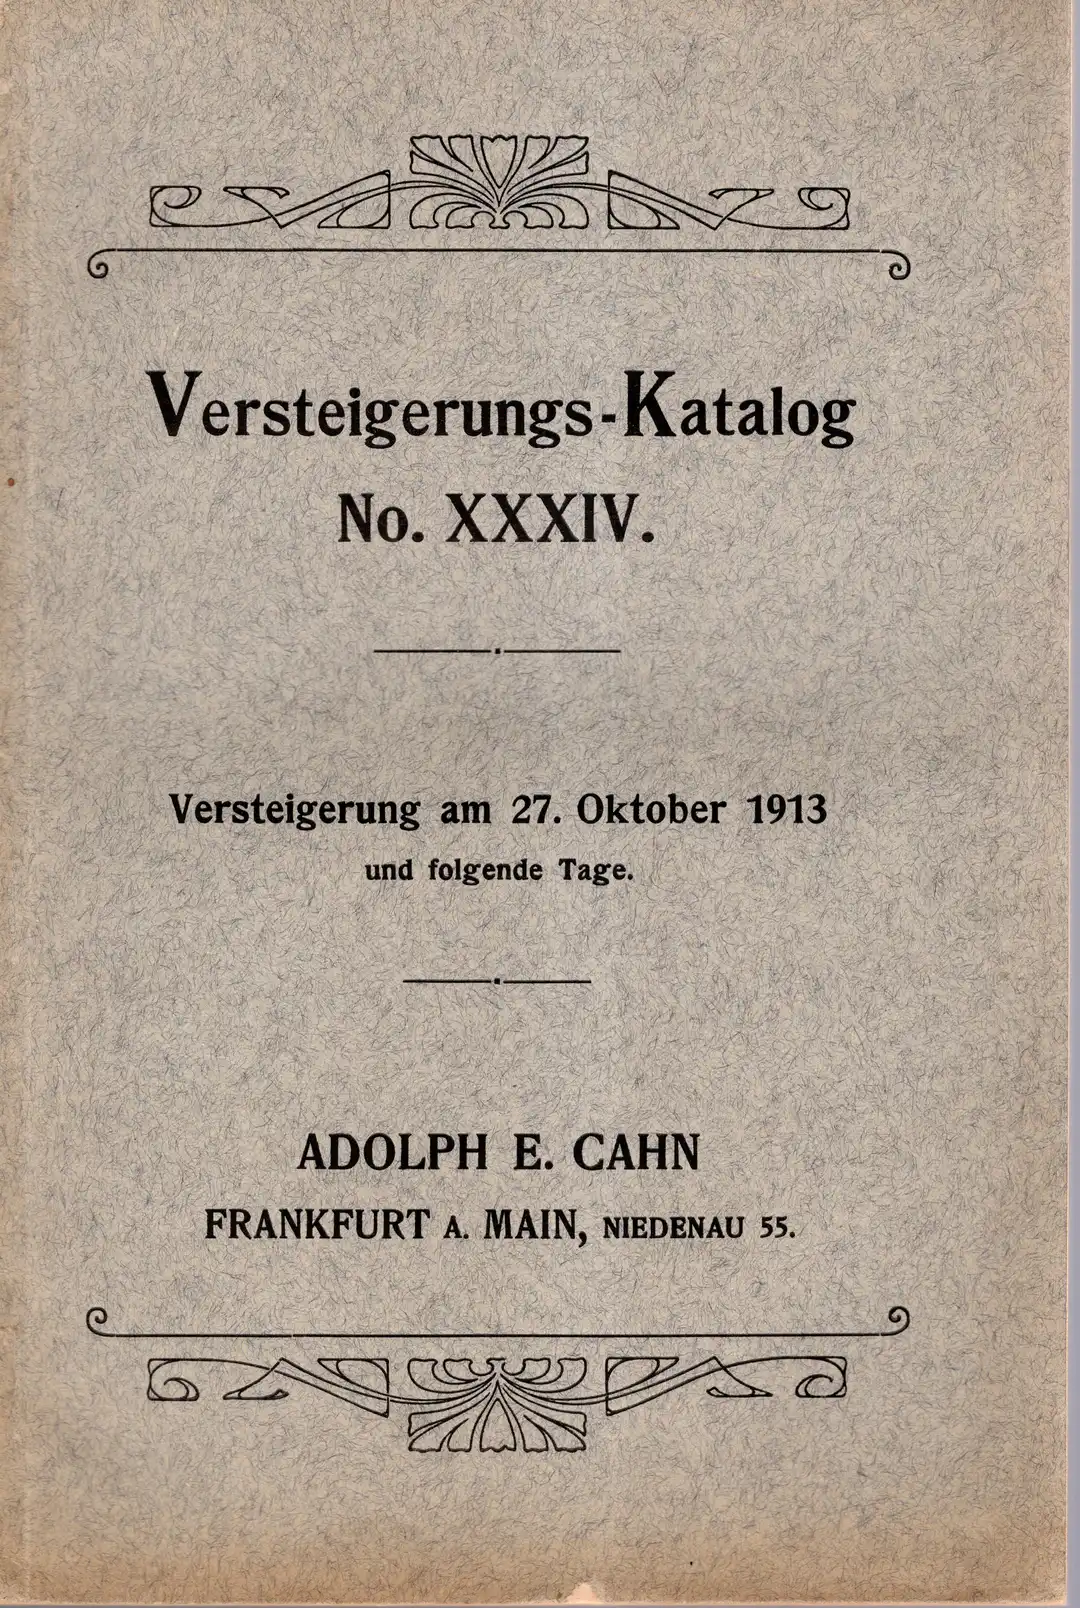 Versteigerungs-Katalog
No. XXXIV.
Versteigerung am 27. Oktober 1913
und folgende Tage.
ADOLPH E. CAHN
FRANKFURT A. MAIN, NIEDENAU 55.